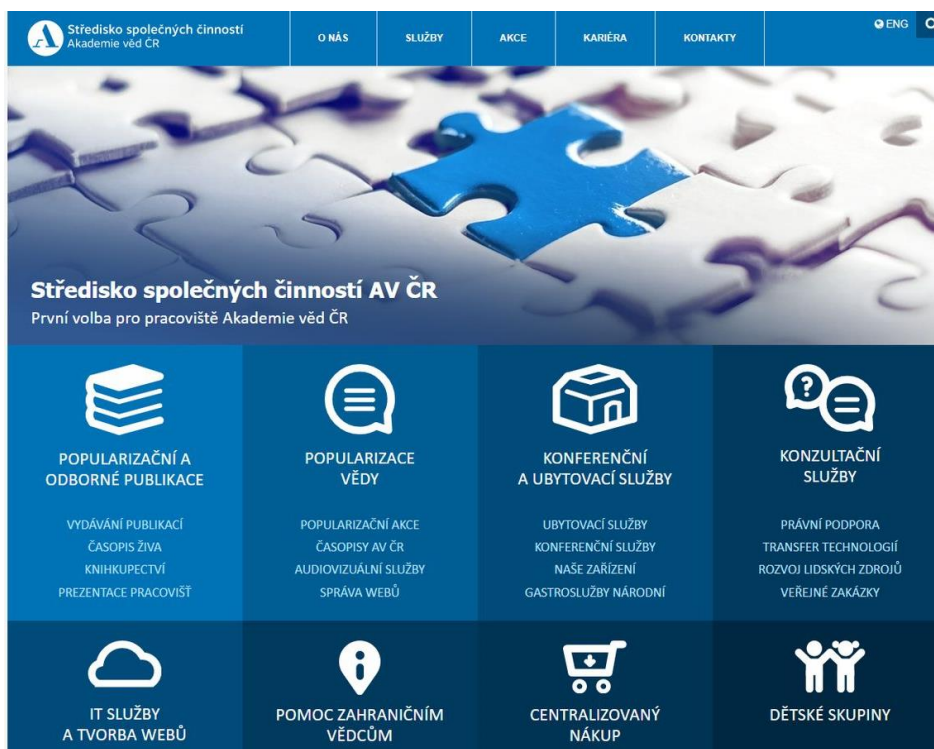 Středisko společných činností
Akademie věd ČR
O NÁS
SLUŽBY
AKCE
KARIÉRA
KONTAKTY
ENG
Středisko společných činností AV ČR
První volba pro pracoviště Akademie věd ČR
POPULARIZAČNÍ A
ODBORNÉ PUBLIKACE
VYDÁVÁNÍ PUBLIKACÍ
ČASOPIS ŽIVA
KNIHKUPECTVÍ
PREZENTACE PRACOVIŠŤ
POPULARIZACE
VĚDY
POPULARIZAČNÍ AKCE
ČASOPISY AV ČR
AUDIOVIZUÁLNÍ SLUŽBY
SPRÁVA WEBŮ
KONFERENČNÍ
A UBYTOVACÍ SLUŽBY
UBYTOVACÍ SLUŽBY
KONFERENČNÍ SLUŽBY
NAŠE ZAŘÍZENÍ
GASTROSLUŽBY NÁRODNÍ
KONZULTAČNÍ
SLUŽBY
PRÁVNÍ PODPORA
TRANSFER TECHNOLOGIÍ
ROZVOJ LIDSKÝCH ZDROJŮ
VEŘEJNÉ ZAKÁZKY
IT SLUŽBY
A TVORBA WEBŮ
POMOC ZAHRANIČNÍM
VĚDCŮM
CENTRALIZOVANÝ
NÁKUP
DĚTSKÉ SKUPINY